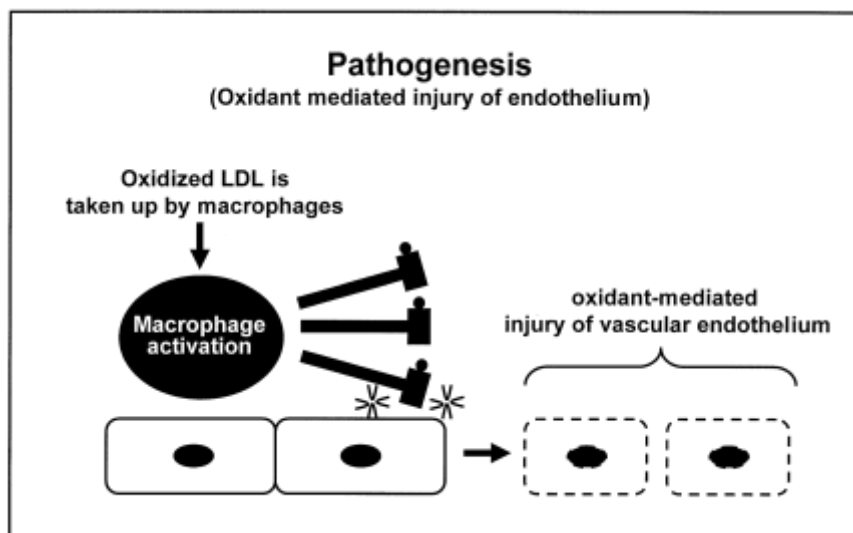 Pathogenesis
(Oxidant mediated injury of endothelium)
Oxidized LDL is
taken up by macrophages
Macrophage
activation
oxidant-mediated
injury of vascular endothelium